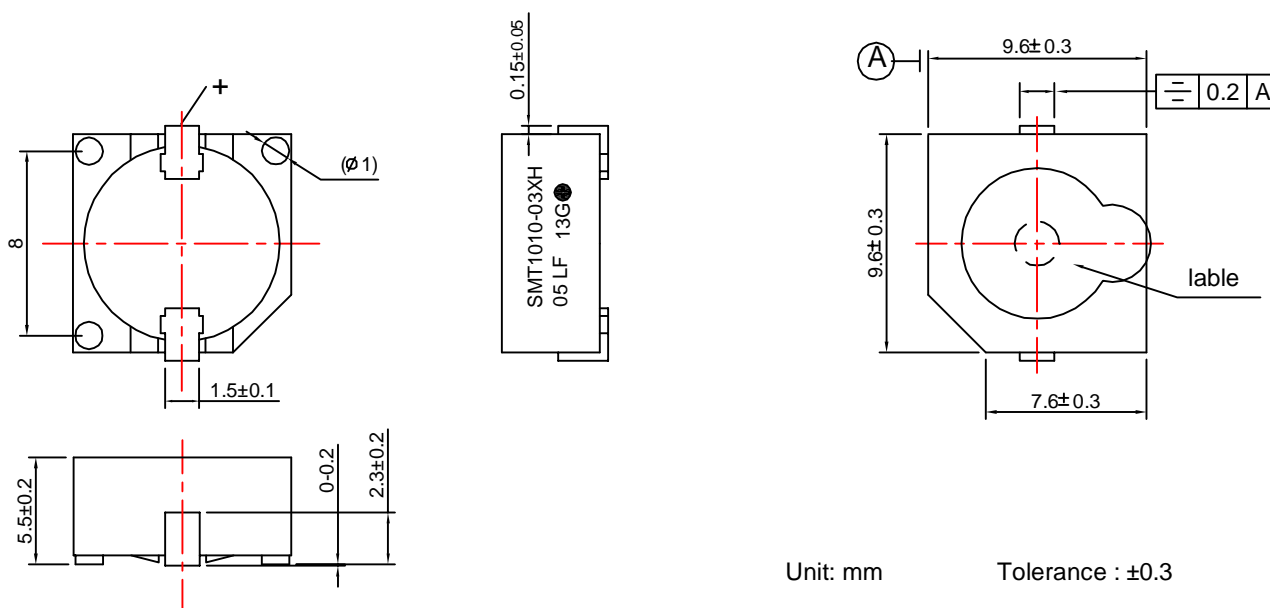 +
(ø1)
8
1.5±0.1
5.5±0.2
0-0.2
2.3±0.2
0.15±0.05
SMT1010-03XH
05 LF 13G
A
9.6±0.3
0.2 A
9.6±0.3
lable
7.6±0.3
Unit: mm Tolerance : ±0.3